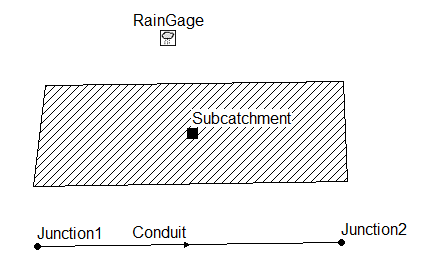 RainGage
Subcatchment
Junction1
Conduit
Junction2